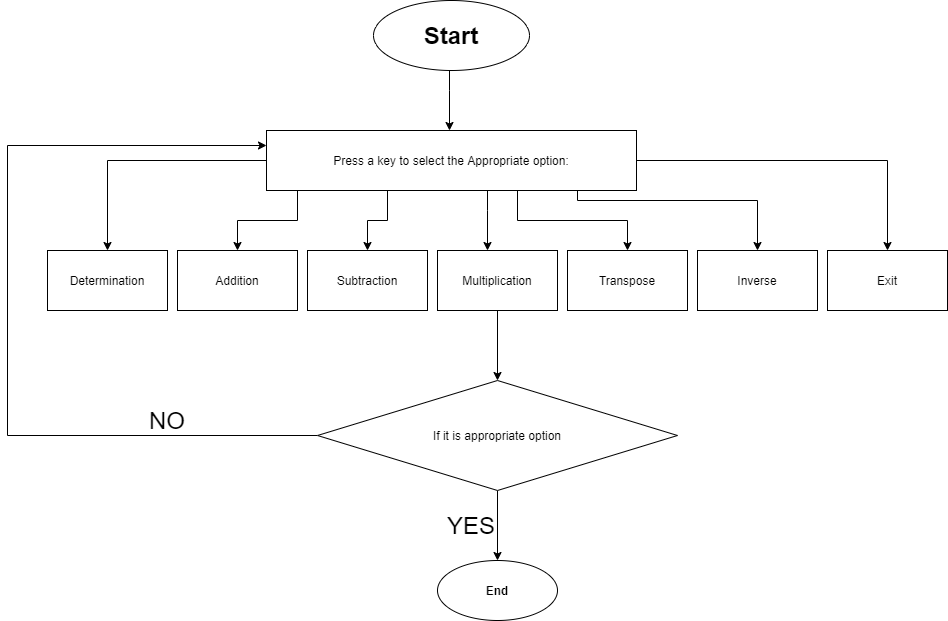 Start
Press a key to select the Appropriate option:
Determination
Addition
Subtraction
Multiplication
Transpose
Inverse
Exit
NO
If it is appropriate option
YES
End